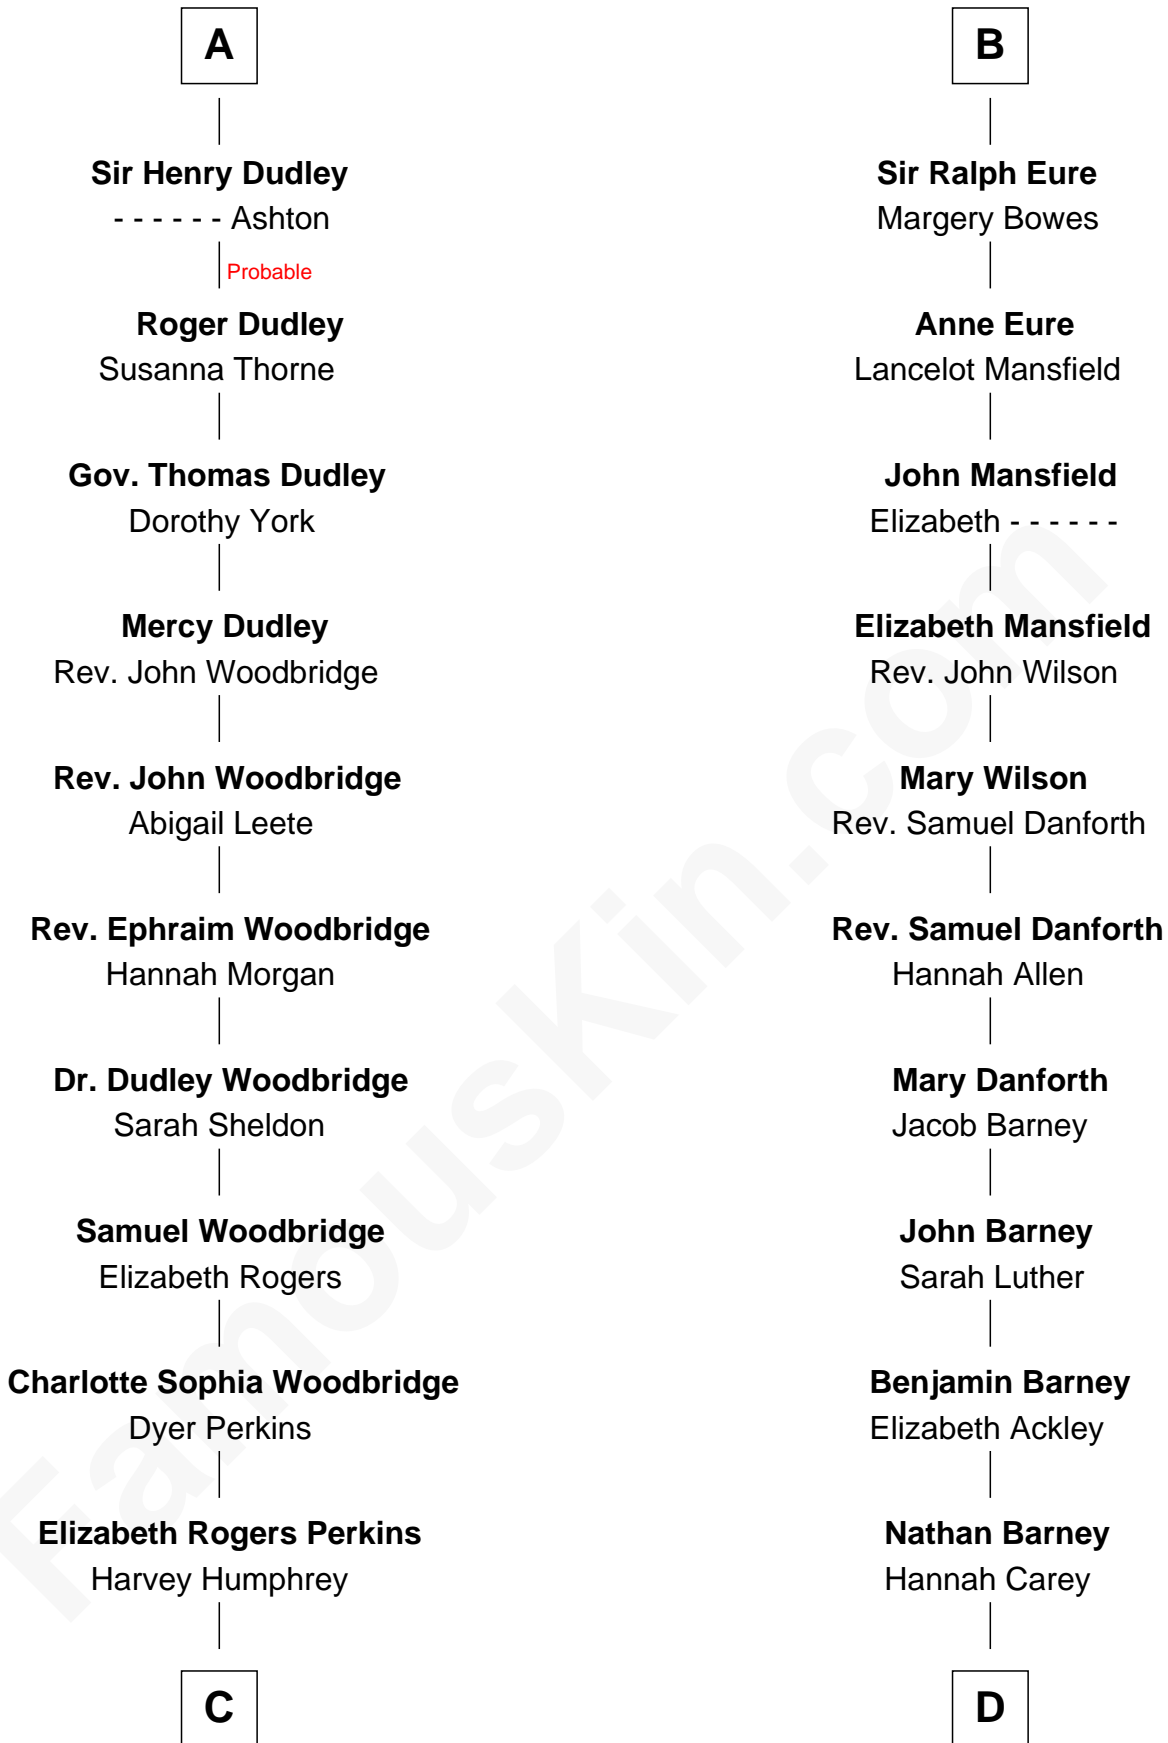 A
Sir Henry Dudley
- - - - - - Ashton
Probable
Roger Dudley
Susanna Thorne
Gov. Thomas Dudley
Dorothy York
Mercy Dudley
Rev. John Woodbridge
Rev. John Woodbridge
Abigail Leete
Rev. Ephraim Woodbridge
Hannah Morgan
Dr. Dudley Woodbridge
Sarah Sheldon
Samuel Woodbridge
Elizabeth Rogers
Charlotte Sophia Woodbridge
Dyer Perkins
Elizabeth Rogers Perkins
Harvey Humphrey
C
B
Sir Ralph Eure
Margery Bowes
Anne Eure
Lancelot Mansfield
John Mansfield
Elizabeth - - - - - -
Elizabeth Mansfield
Rev. John Wilson
Mary Wilson
Rev. Samuel Danforth
Rev. Samuel Danforth
Hannah Allen
Mary Danforth
Jacob Barney
John Barney
Sarah Luther
Benjamin Barney
Elizabeth Ackley
Nathan Barney
Hannah Carey
D
FamousKin.com